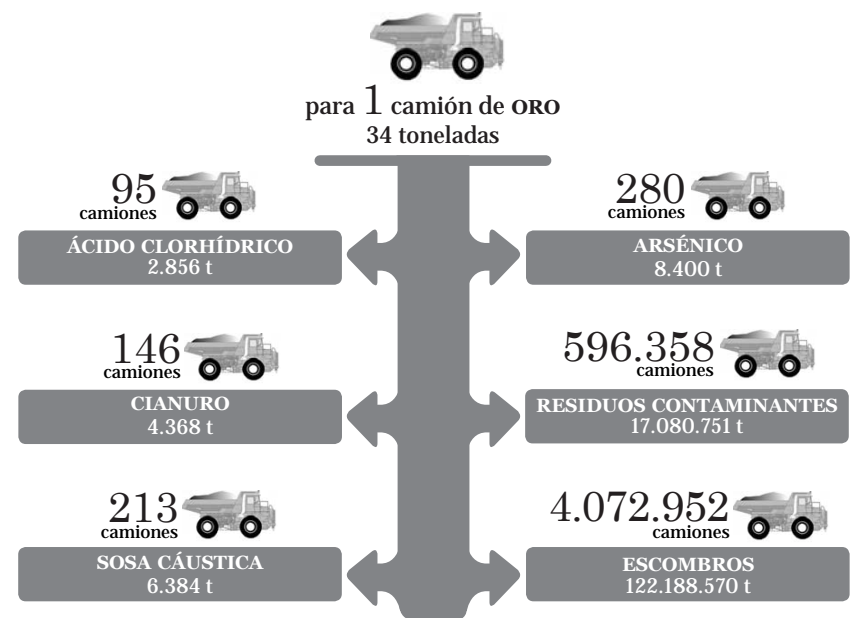 para 1 camión de ORO
34 toneladas
95
camiones
ÁCIDO CLORHÍDRICO
2.856 t
280
camiones
ARSÉNICO
8.400 t
146
camiones
CIANURO
4.368 t
596.358
camiones
RESIDUOS CONTAMINANTES
17.080.751 t
213
camiones
SOSA CÁUSTICA
6.384 t
4.072.952
camiones
ESCOMBROS
122.188.570 t